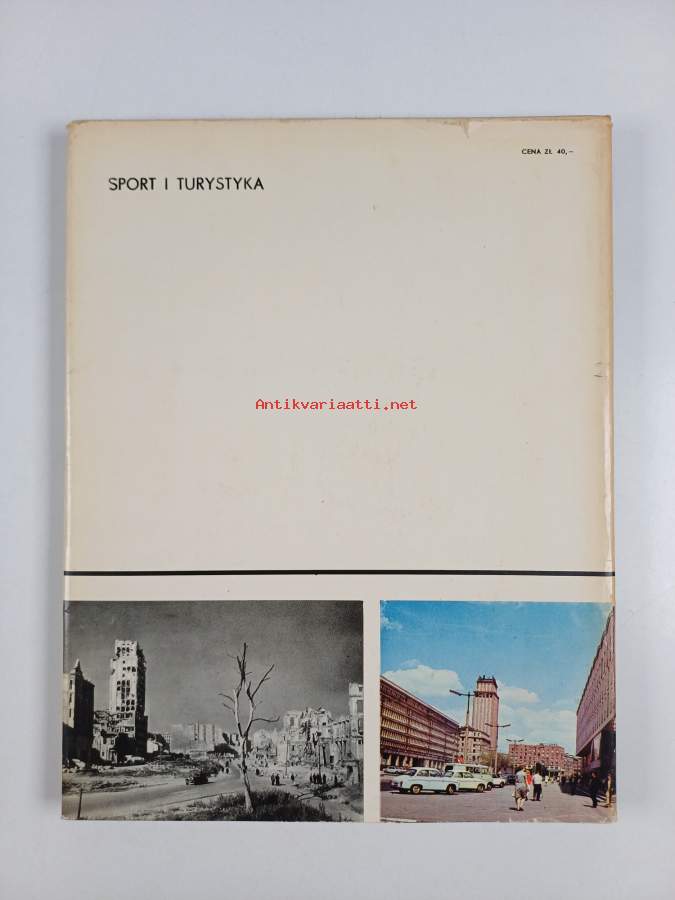 CENA ZŁ 40,—
SPORT I TURYSTYKA
Antikvariaatti.net